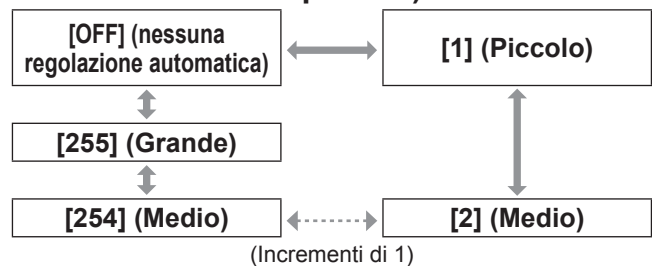 [OFF] (nessuna
regolazione automatica)
[1] (Piccolo)
[255] (Grande)
[254] (Medio)
[2] (Medio)
(Incrementi di 1)